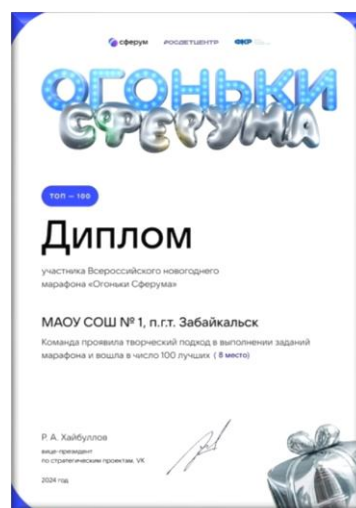 сферум РОСДЕТЦЕНТР ФКР
ОГОНЬКИ
СФЕРУМА
ТОП — 100
Диплом
участника Всероссийского новогоднего
марафона «Огоньки Сферума»
МАОУ СОШ № 1, п.г.т. Забайкальск
Команда проявила творческий подход в выполнении заданий
марафона и вошла в число 100 лучших ( 8 место)
Р. А. Хайбуллов
вице-президент
по стратегическим проектам, VK
2024 год